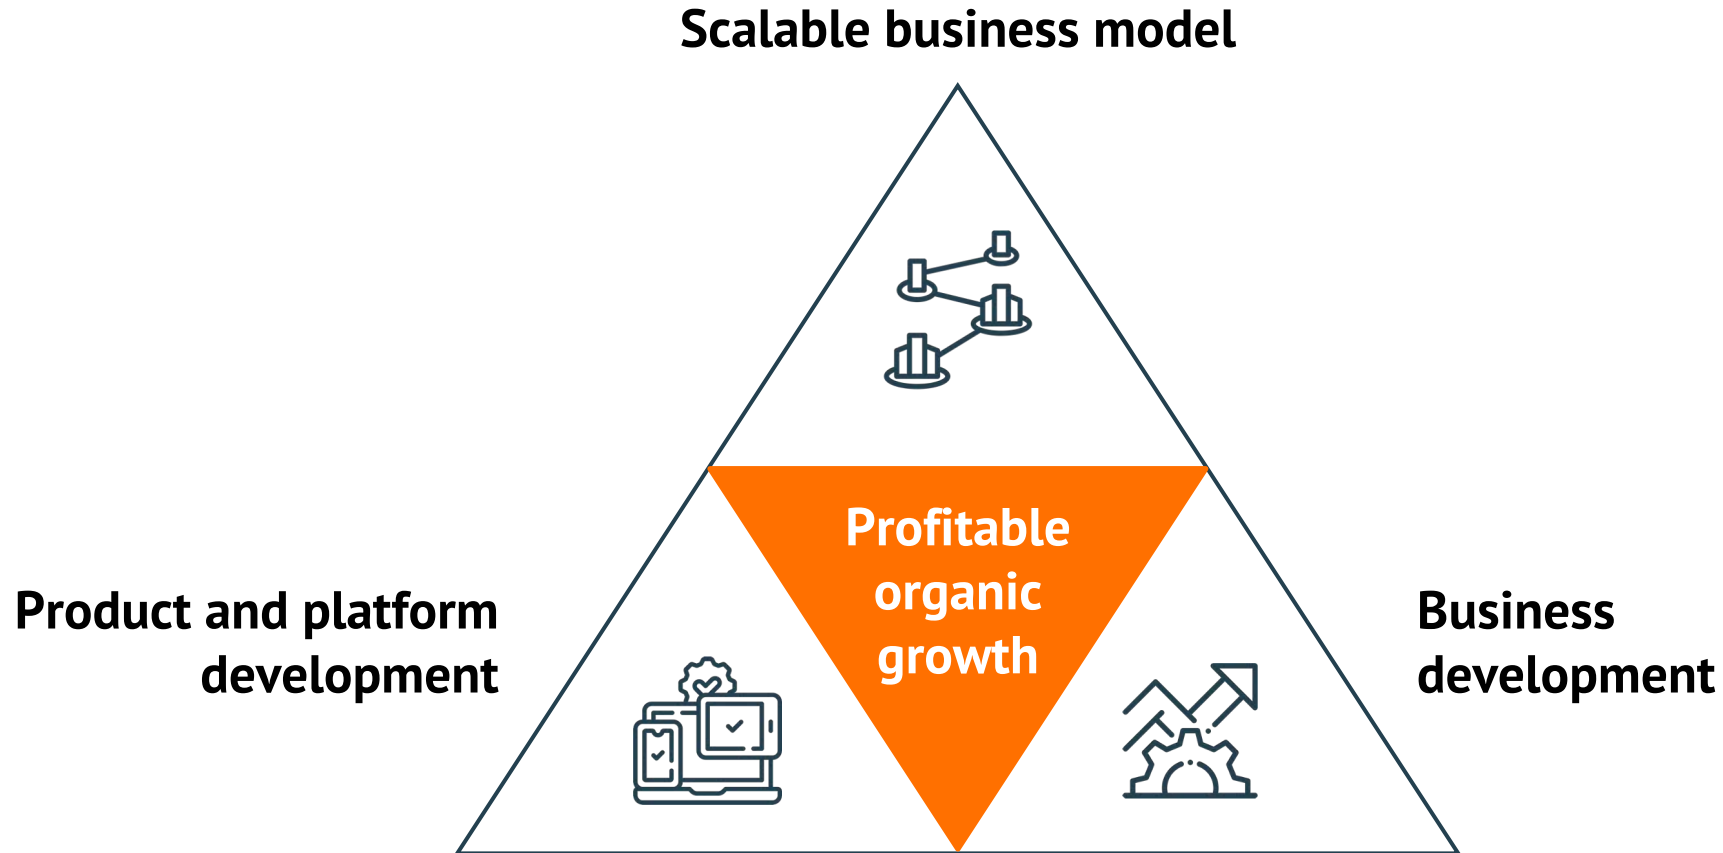 Scalable business model
Profitable
organic
growth
Product and platform
development
Business
development